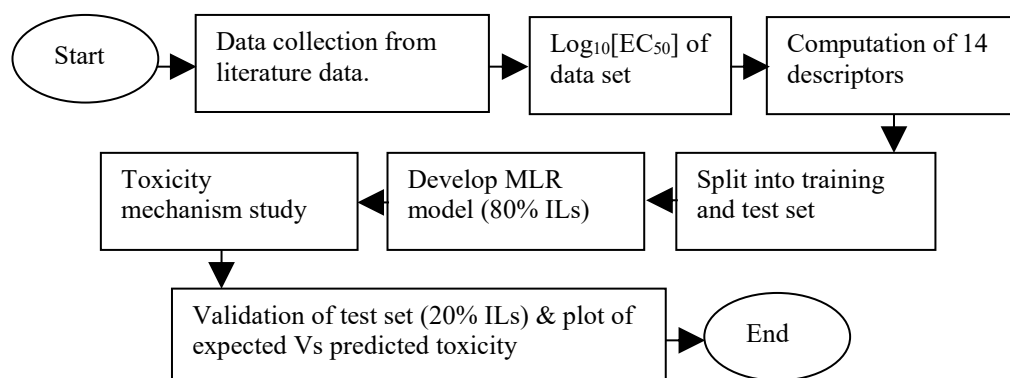 Start
Data collection from
literature data.
Log₁₀[EC₅₀] of
data set
Computation of 14
descriptors
Split into training
and test set
Develop MLR
model (80% ILs)
Toxicity
mechanism study
Validation of test set (20% ILs) & plot of
expected Vs predicted toxicity
End